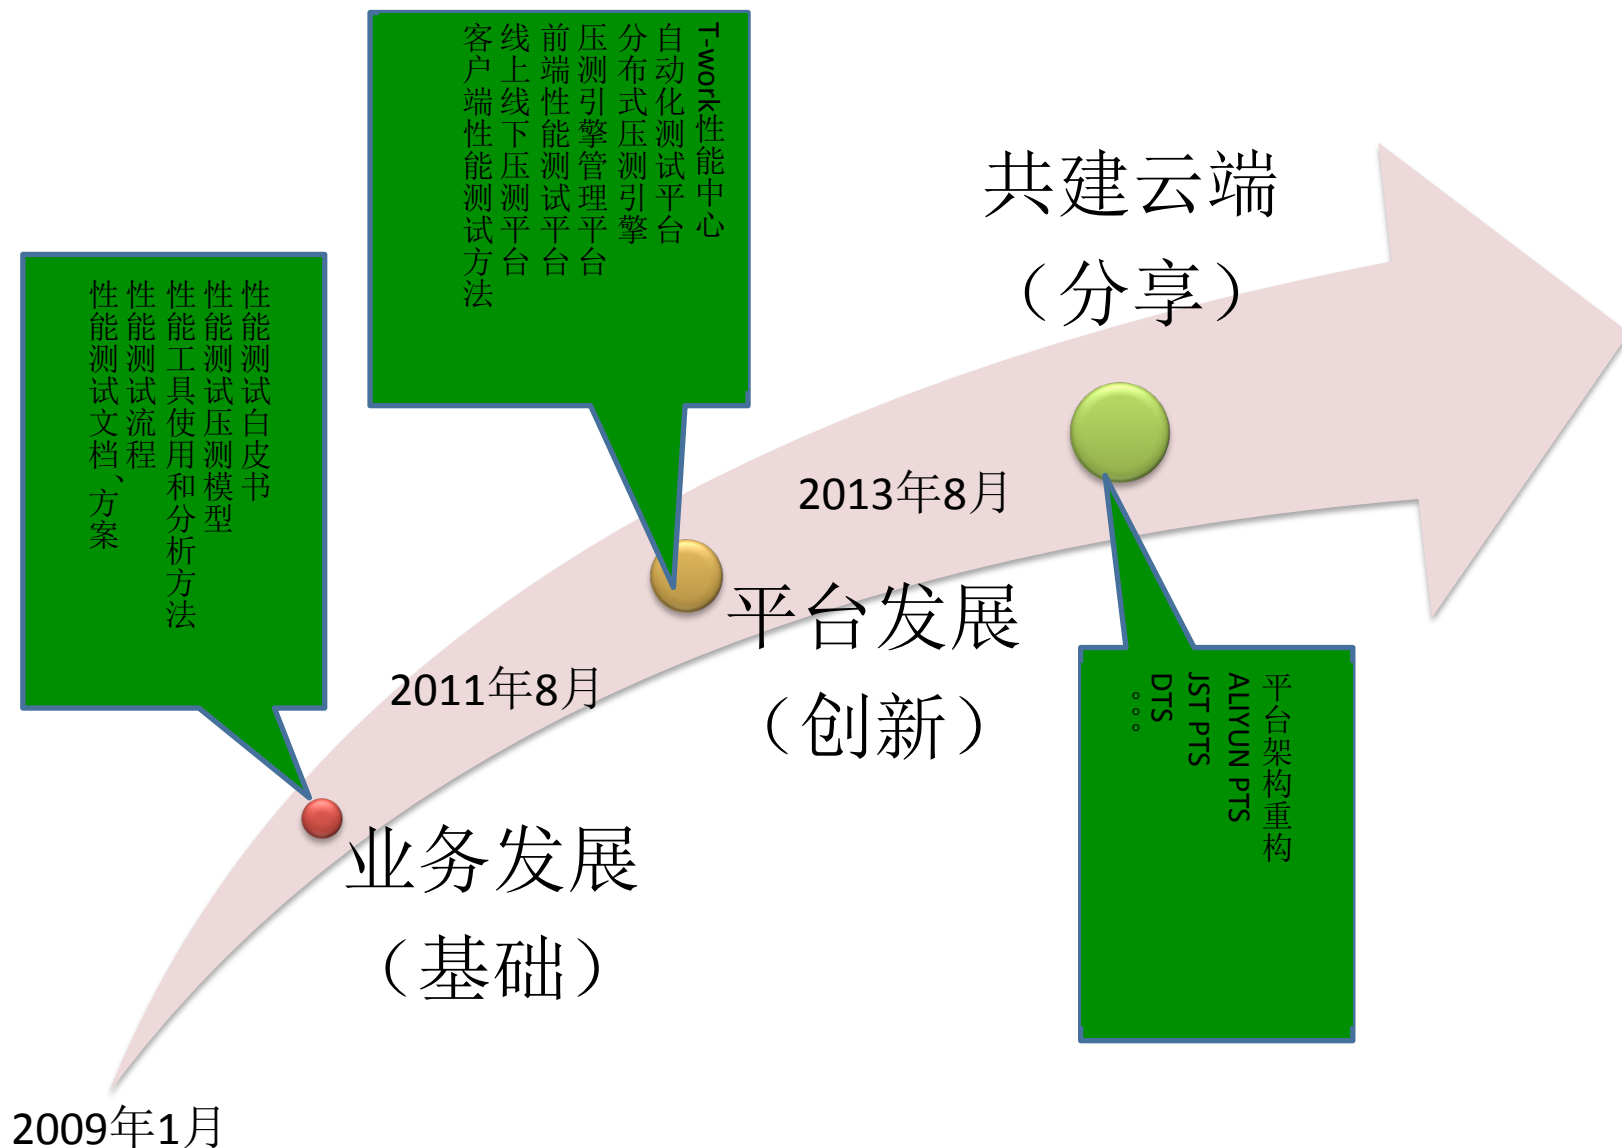 T-work性能中心
自动化测试平台
分布式压测引擎
压测引擎管理平台
前端性能测试平台
线上线下压测平台
客户端性能测试方法
共建云端
（分享）
性能测试白皮书
性能测试压测模型
性能工具使用和分析方法
性能测试流程
性能测试文档、方案
2013年8月
平台发展
（创新）
2011年8月
平台架构重构
ALIYUN PTS
JST PTS
DTS
。。。
业务发展
（基础）
2009年1月